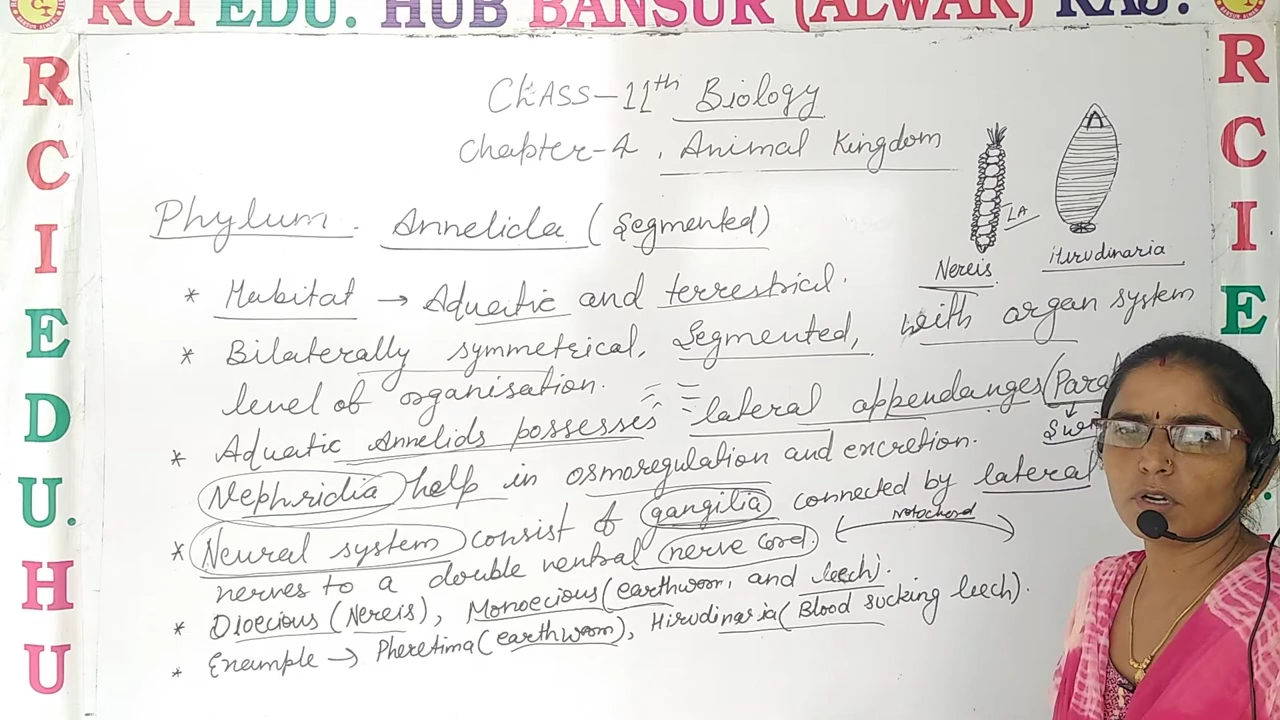 RCI EDU. HUB BANSUR (ALWAR) RAJ.
R
C
I
E
D
U.
H
U
R
C
I
E
ClASS-11th Biology
Chapter-4, Animal Kingdom
Phylum Annelida (Segmented)
LA
Nereis
Hirudinaria
* Habitat → Aquatic and terrestrial.
* Bilaterally symmetrical, Segmented, with organ system
level of organisation.
* Aquatic Annelids possesses lateral appendanges (Para
Swi
Nephridia help in osmoregulation and excretion.
* Neural system consist of gangilia connected by lateral
nerves to a double ventral nerve cord.
Notochord
* Dioecious (Nereis), Monoecious (earthworm, and leech).
* Example → Pheretima (earthworm), Hirudinaria (Blood sucking leech).